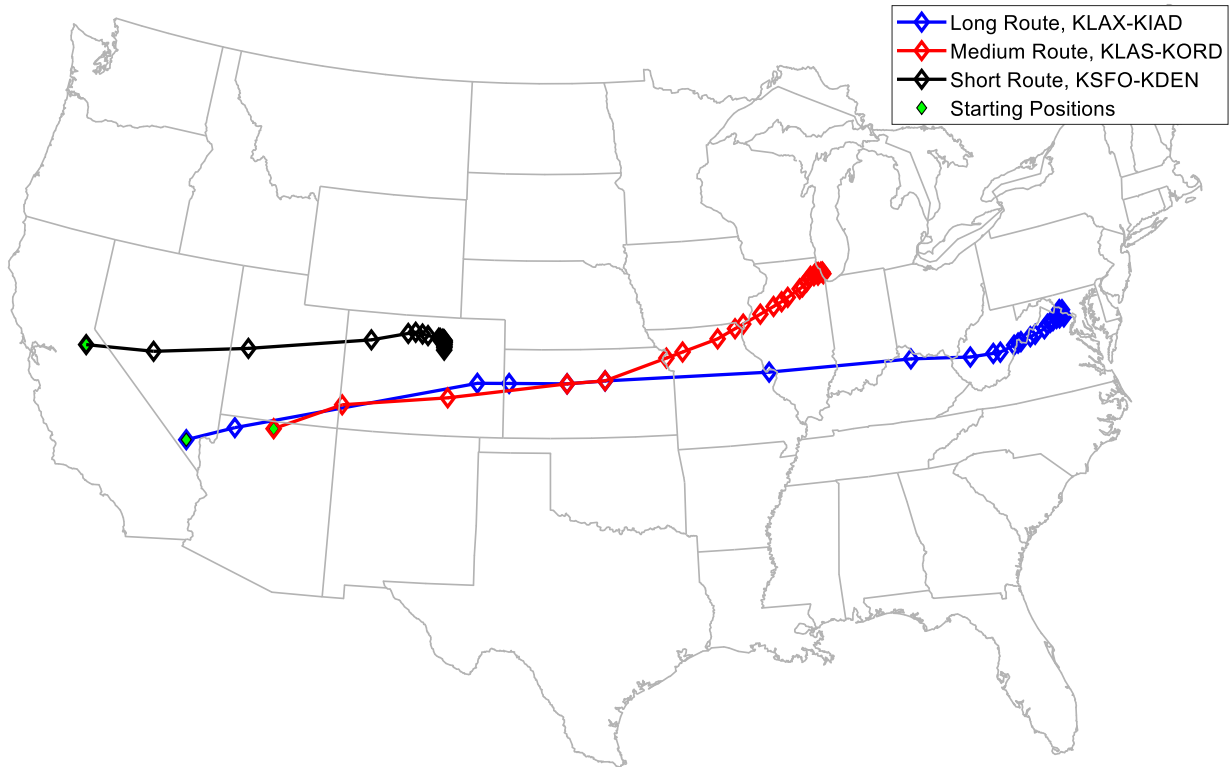 Long Route, KLAX-KIAD
Medium Route, KLAS-KORD
Short Route, KSFO-KDEN
Starting Positions